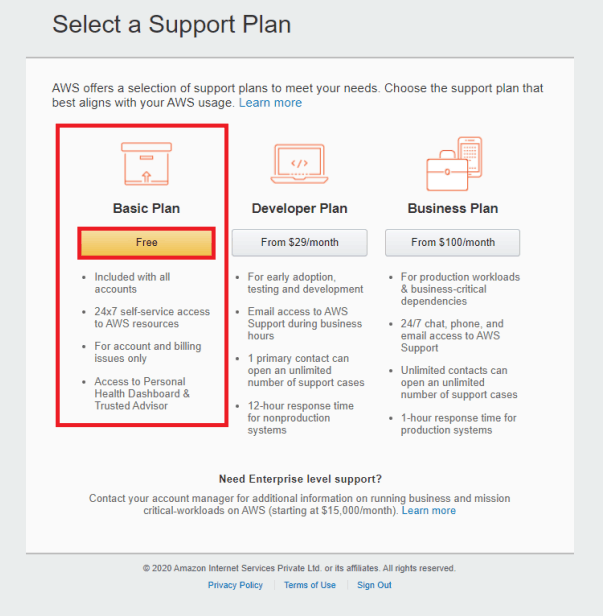 Select a Support Plan
AWS offers a selection of support plans to meet your needs. Choose the support plan that
best aligns with your AWS usage. Learn more
</>
Basic Plan
Free
• Included with all
accounts
• 24x7 self-service access
to AWS resources
• For account and billing
issues only
• Access to Personal
Health Dashboard &
Trusted Advisor
Developer Plan
From $29/month
• For early adoption,
testing and development
• Email access to AWS
Support during business
hours
• 1 primary contact can
open an unlimited
number of support cases
• 12-hour response time
for nonproduction
systems
Business Plan
From $100/month
• For production workloads
& business-critical
dependencies
• 24/7 chat, phone, and
email access to AWS
Support
• Unlimited contacts can
open an unlimited
number of support cases
• 1-hour response time for
production systems
Need Enterprise level support?
Contact your account manager for additional information on running business and mission
critical-workloads on AWS (starting at $15,000/month). Learn more
© 2020 Amazon Internet Services Private Ltd. or its affiliates. All rights reserved.
Privacy Policy | Terms of Use | Sign Out